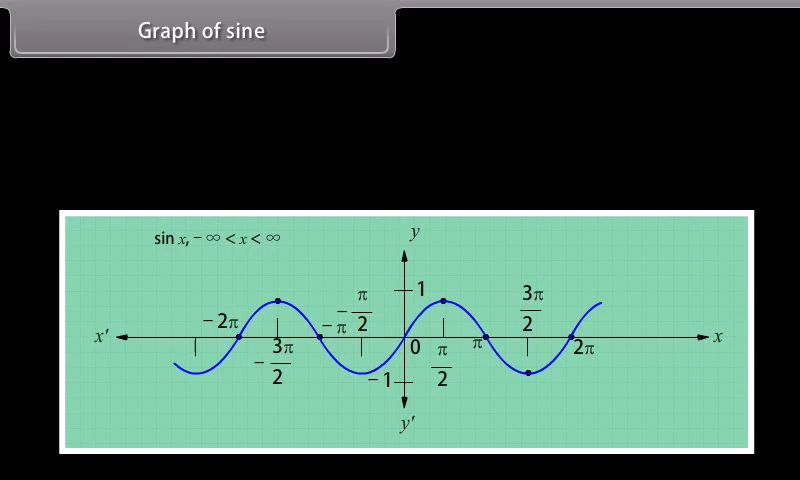 Graph of sine
sin x, − ∞ < x < ∞
y
1
π
− —
2
3π
—
2
− 2π
− π
x′
x
0
π
2π
3π
− —
2
π
—
2
− 1
y′